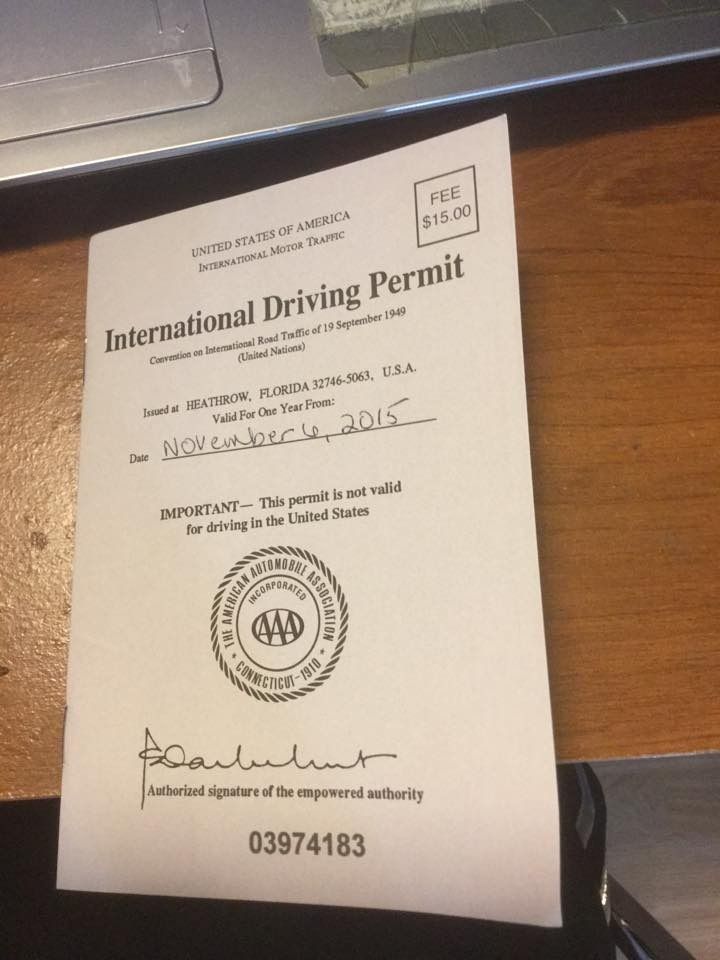 FEE
$15.00
UNITED STATES OF AMERICA
INTERNATIONAL MOTOR TRAFFIC
International Driving Permit
Convention on International Road Traffic of 19 September 1949
(United Nations)
Issued at HEATHROW, FLORIDA 32746-5063, U.S.A.
Valid For One Year From:
Date November 6, 2015
IMPORTANT— This permit is not valid
for driving in the United States
THE AMERICAN AUTOMOBILE ASSOCIATION
INCORPORATED
AAA
★ CONNECTICUT-1910 ★
Authorized signature of the empowered authority
03974183